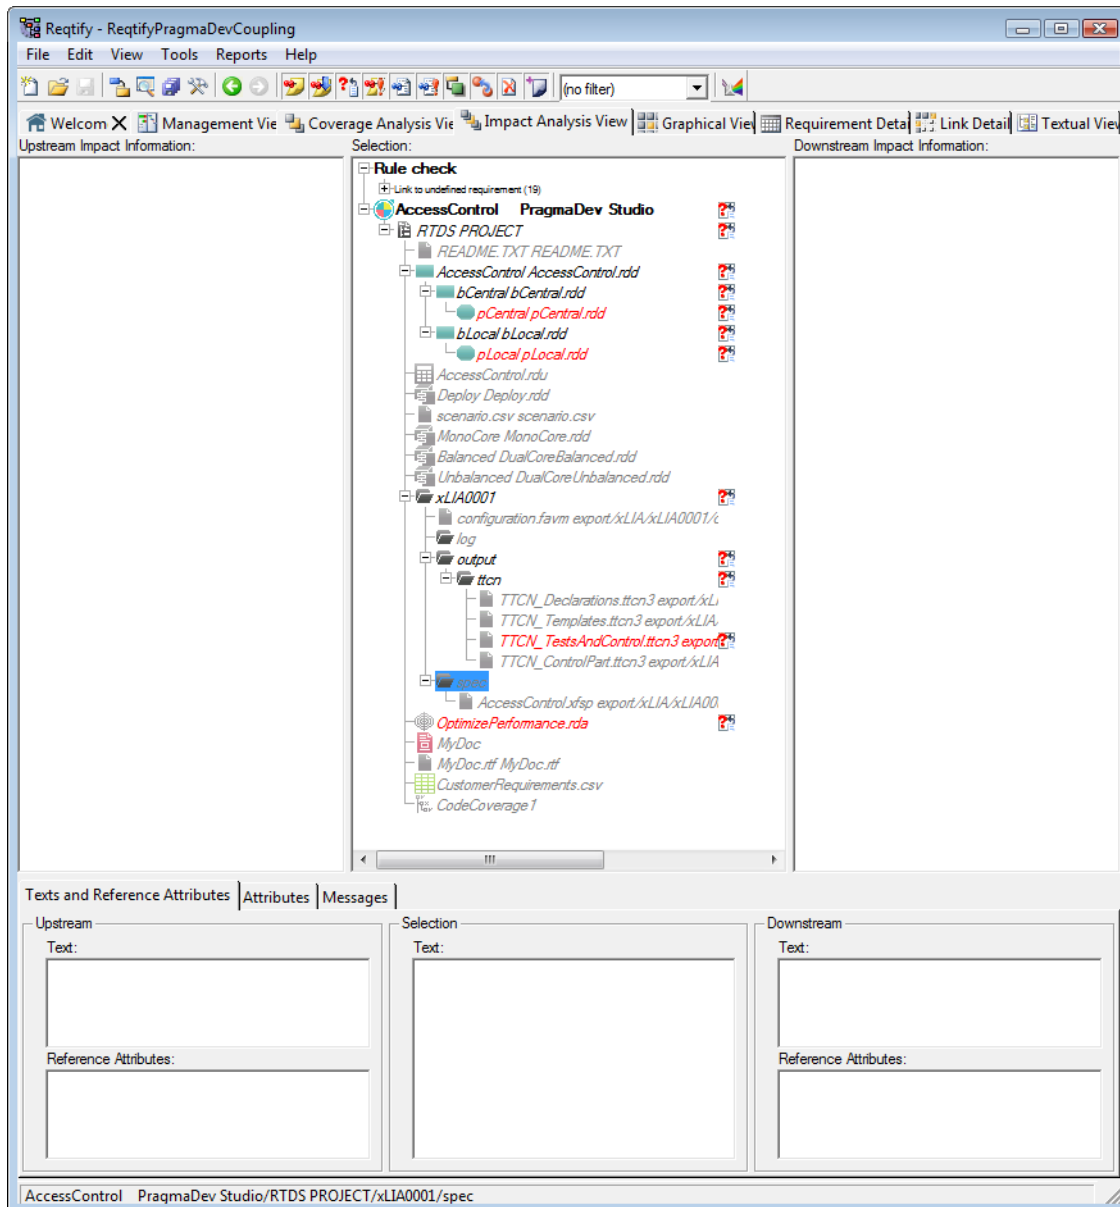 Reqtify - ReqtifyPragmaDevCoupling
File Edit View Tools Reports Help
(no filter)
Welcom Management Vie Coverage Analysis Vie Impact Analysis View Graphical View Requirement Detai Link Detail Textual View
Upstream Impact Information: Selection: Downstream Impact Information:
Rule check
Link to undefined requirement (19)
AccessControl PragmaDev Studio
RTDS PROJECT
README.TXT README.TXT
AccessControl AccessControl.rdd
bCentral bCentral.rdd
pCentral pCentral.rdd
bLocal bLocal.rdd
pLocal pLocal.rdd
AccessControl.rdu
Deploy Deploy.rdd
scenario.csv scenario.csv
MonoCore MonoCore.rdd
Balanced DualCoreBalanced.rdd
Unbalanced DualCoreUnbalanced.rdd
xLIA0001
configuration.favm export/xLIA/xLIA0001/c
log
output
ttcn
TTCN_Declarations.ttcn3 export/xLI
TTCN_Templates.ttcn3 export/xLIA
TTCN_TestsAndControl.ttcn3 export
TTCN_ControlPart.ttcn3 export/xLIA
spec
AccessControl.xfsp export/xLIA/xLIA00
OptimizePerformance.rda
MyDoc
MyDoc.rtf MyDoc.rtf
CustomerRequirements.csv
CodeCoverage1
Texts and Reference Attributes Attributes Messages
Upstream Selection Downstream
Text: Text: Text:
Reference Attributes: Reference Attributes:
AccessControl PragmaDev Studio/RTDS PROJECT/xLIA0001/spec